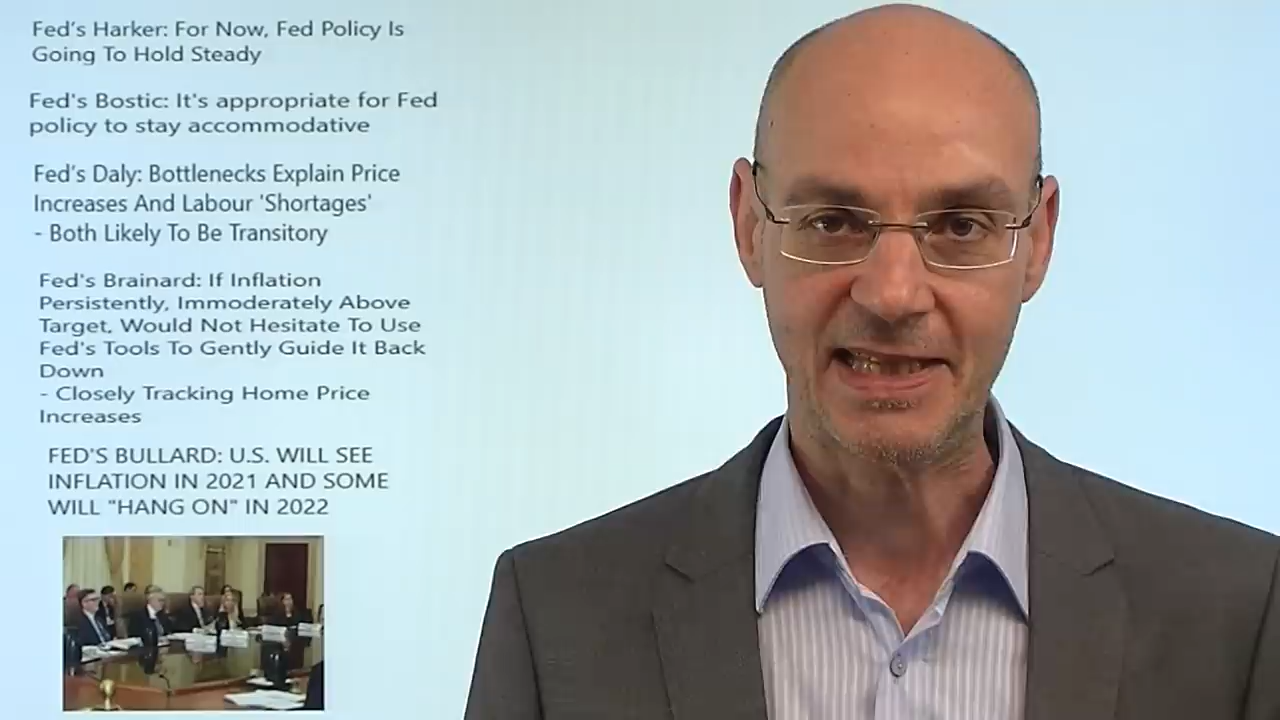 Fed's Harker: For Now, Fed Policy Is
Going To Hold Steady
Fed's Bostic: It's appropriate for Fed
policy to stay accommodative
Fed's Daly: Bottlenecks Explain Price
Increases And Labour 'Shortages'
- Both Likely To Be Transitory
Fed's Brainard: If Inflation
Persistently, Immoderately Above
Target, Would Not Hesitate To Use
Fed's Tools To Gently Guide It Back
Down
- Closely Tracking Home Price
Increases
FED'S BULLARD: U.S. WILL SEE
INFLATION IN 2021 AND SOME
WILL "HANG ON" IN 2022